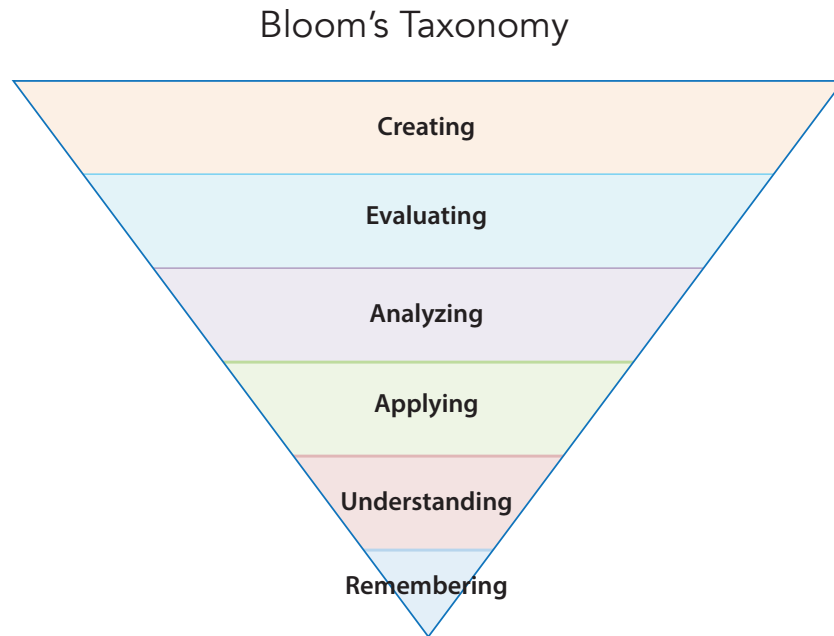 Bloom’s Taxonomy
Creating
Evaluating
Analyzing
Applying
Understanding
Remembering